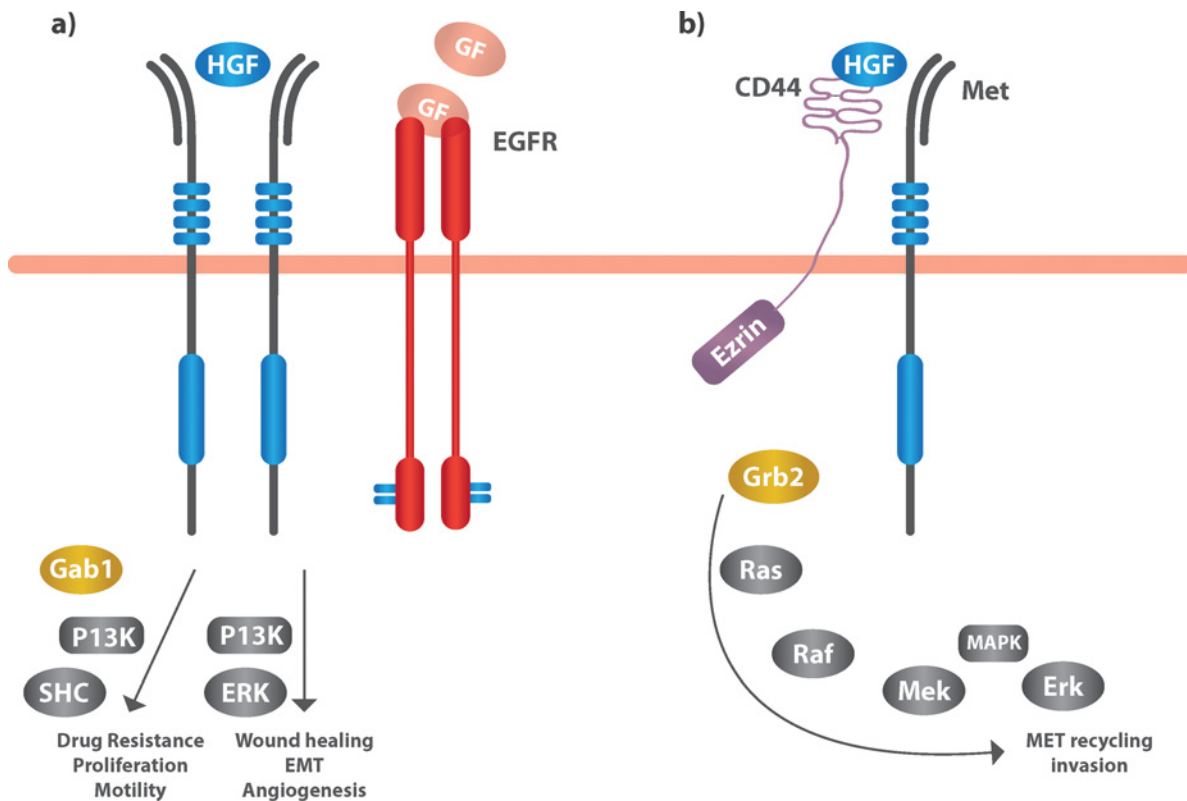 a)
HGF
GF
GF
EGFR
Gab1
P13K
SHC
P13K
ERK
Drug Resistance
Proliferation
Motility
Wound healing
EMT
Angiogenesis
b)
CD44
HGF
Met
Ezrin
Grb2
Ras
Raf
Mek
MAPK
Erk
MET recycling
invasion